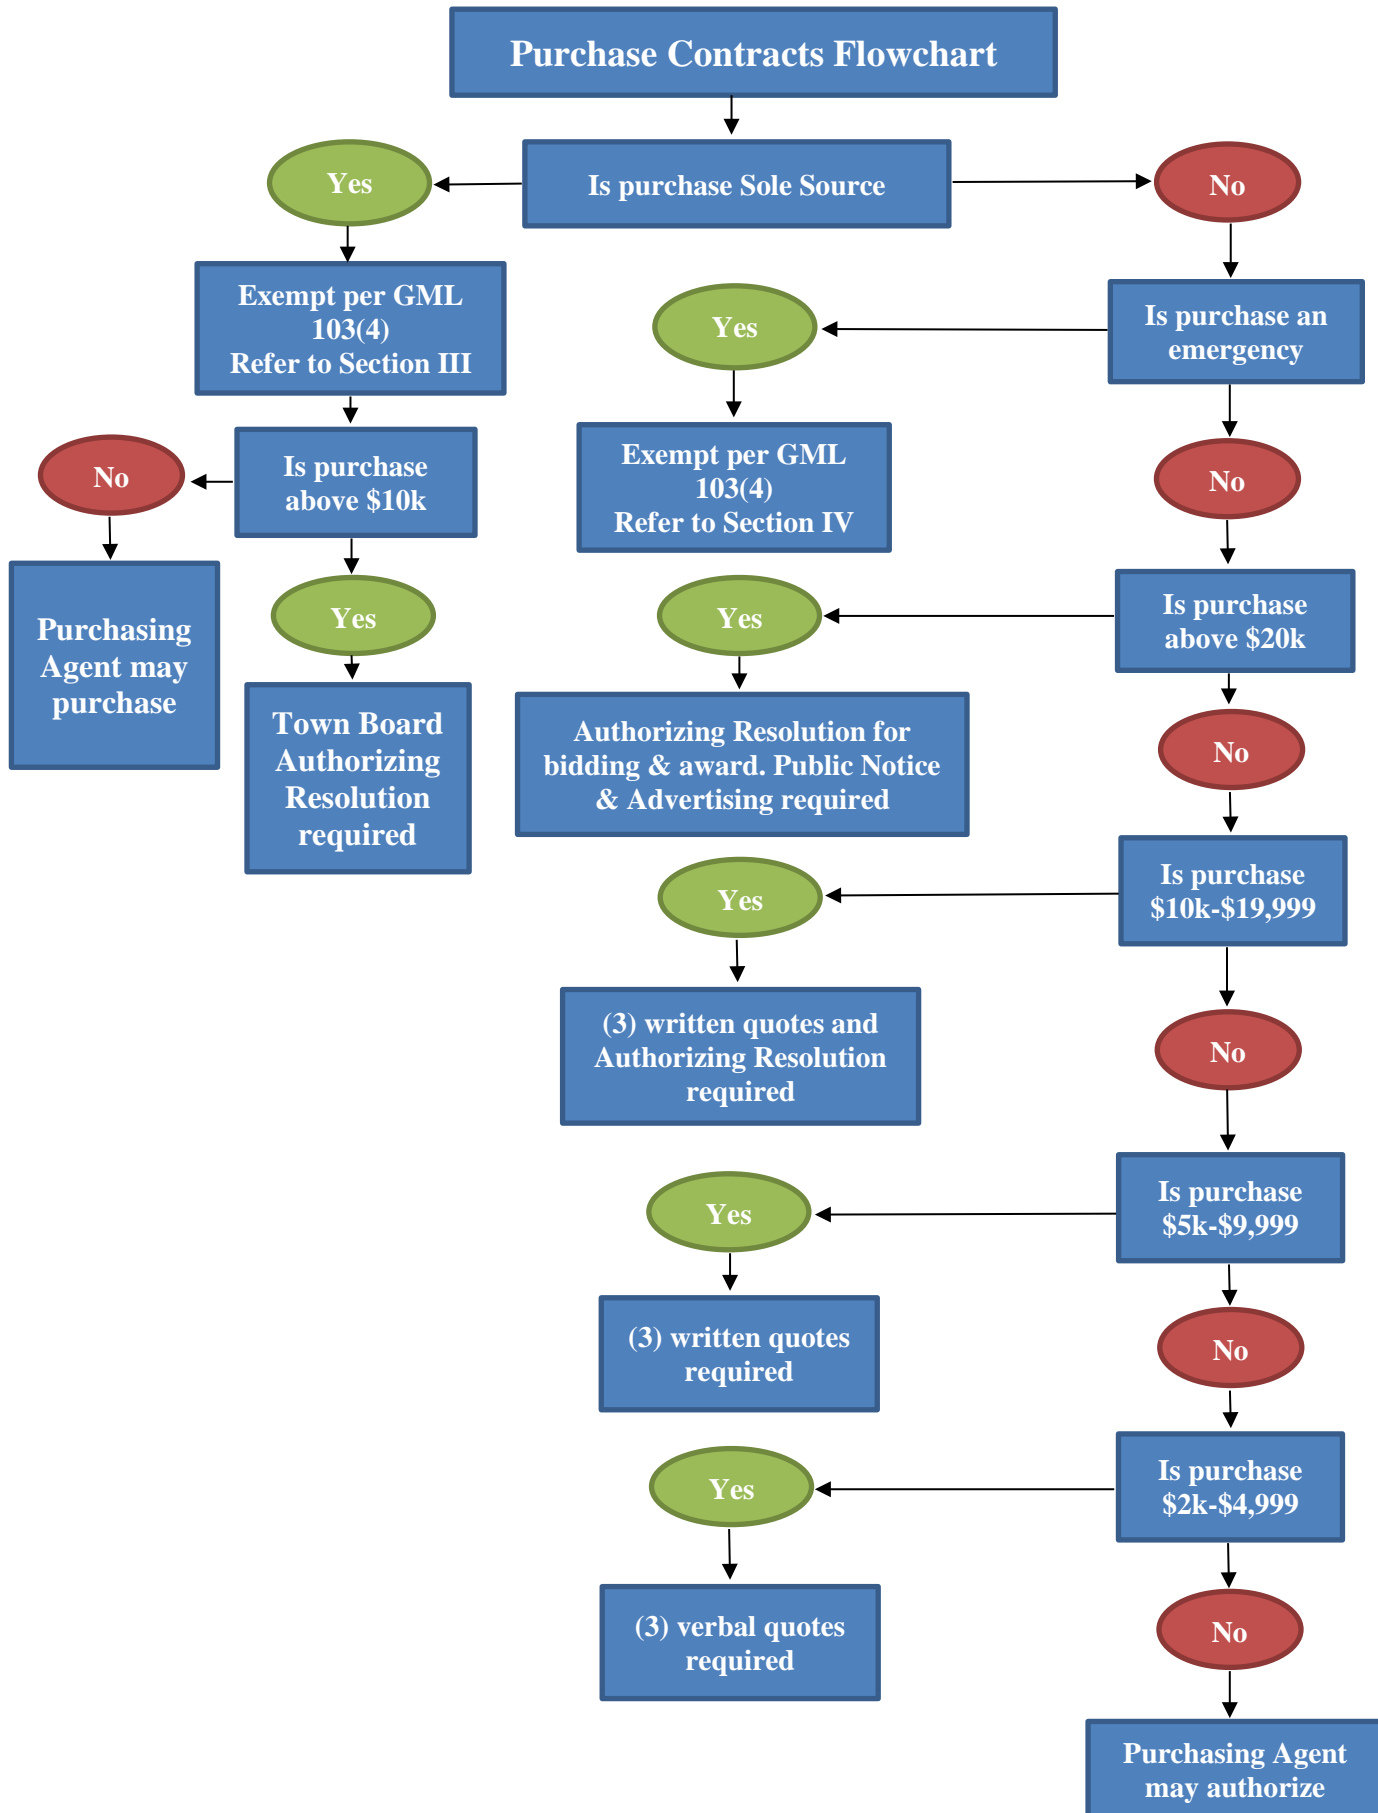 Purchase Contracts Flowchart
Yes
Is purchase Sole Source
No
Exempt per GML
103(4)
Refer to Section III
Yes
Is purchase an
emergency
No
Is purchase
above $10k
Exempt per GML
103(4)
Refer to Section IV
No
Purchasing
Agent may
purchase
Yes
Town Board
Authorizing
Resolution
required
Yes
Is purchase
above $20k
Authorizing Resolution for
bidding & award. Public Notice
& Advertising required
No
Yes
Is purchase
$10k-$19,999
(3) written quotes and
Authorizing Resolution
required
No
Yes
Is purchase
$5k-$9,999
(3) written quotes
required
No
Yes
Is purchase
$2k-$4,999
(3) verbal quotes
required
No
Purchasing Agent
may authorize